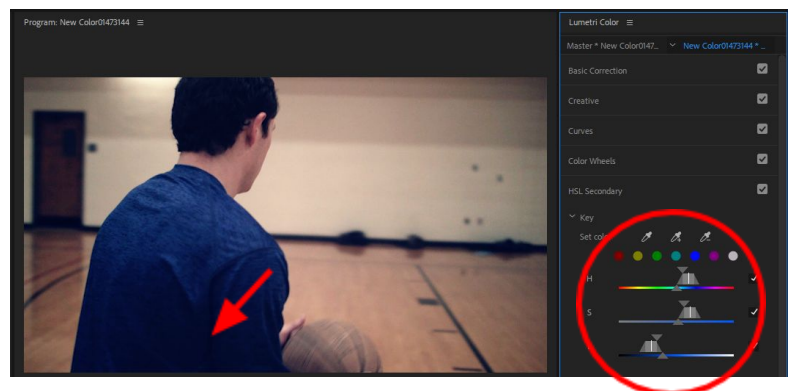 Program: New Color01473144
Lumetri Color
Master * New Color0147...
New Color01473144 * ...
Basic Correction
Creative
Curves
Color Wheels
HSL Secondary
Key
Set
H
S